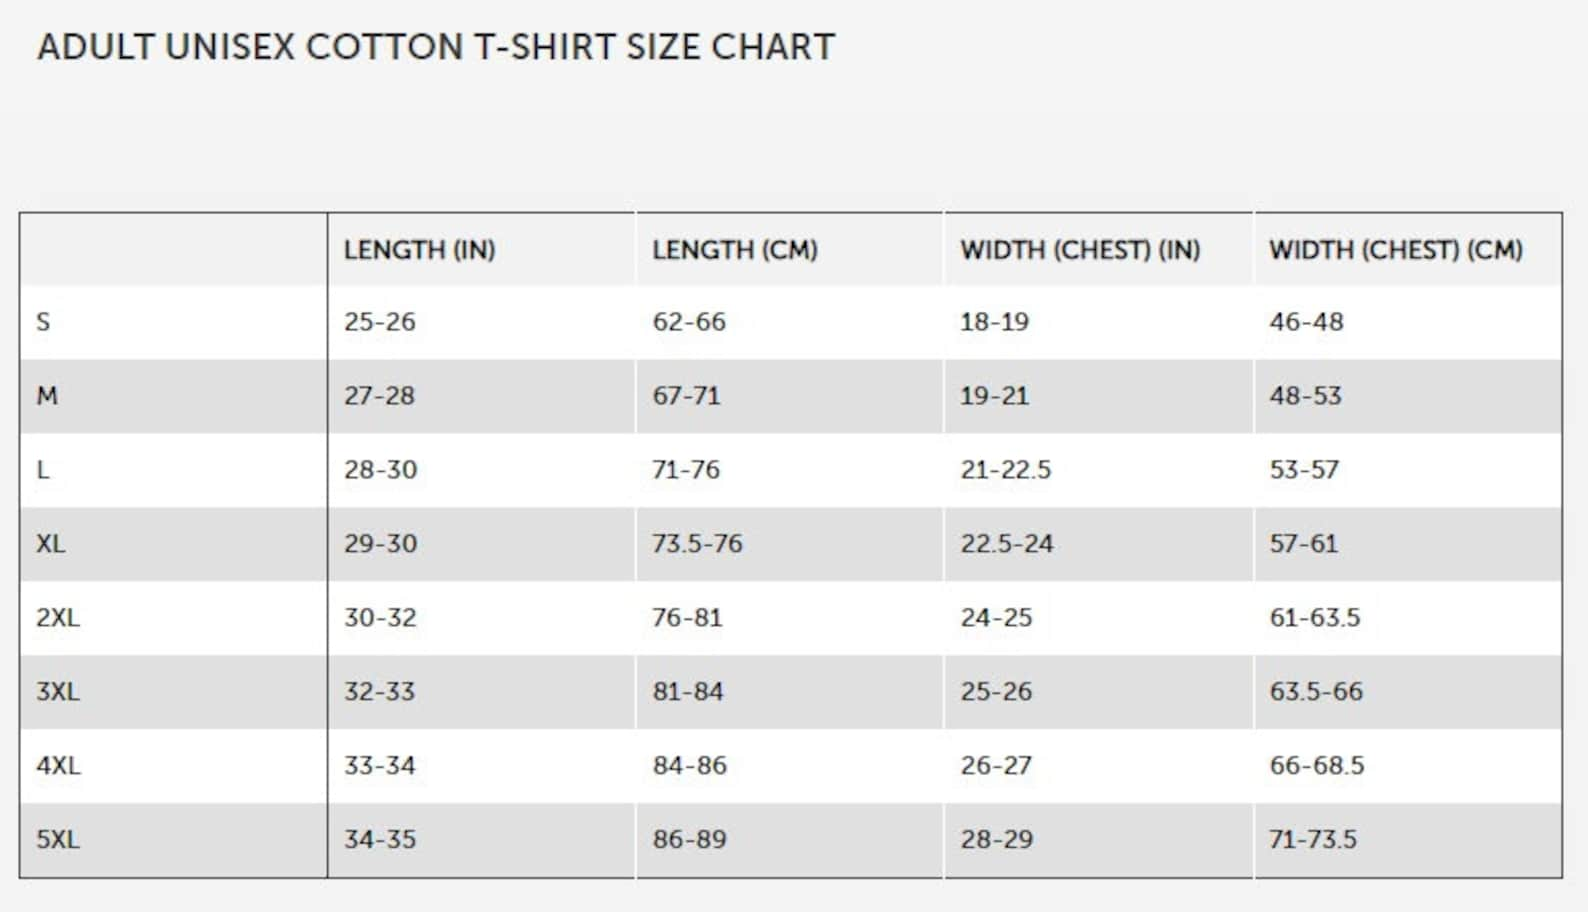 ADULT UNISEX COTTON T-SHIRT SIZE CHART
LENGTH (IN) LENGTH (CM) WIDTH (CHEST) (IN) WIDTH (CHEST) (CM)
S 25-26 62-66 18-19 46-48
M 27-28 67-71 19-21 48-53
L 28-30 71-76 21-22.5 53-57
XL 29-30 73.5-76 22.5-24 57-61
2XL 30-32 76-81 24-25 61-63.5
3XL 32-33 81-84 25-26 63.5-66
4XL 33-34 84-86 26-27 66-68.5
5XL 34-35 86-89 28-29 71-73.5